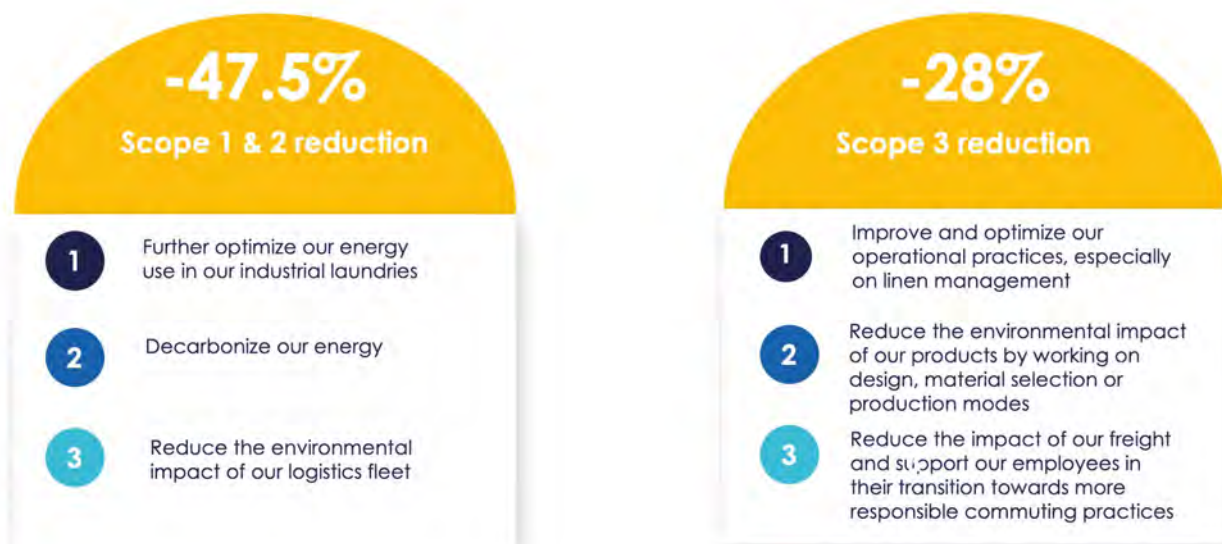 -47.5%
Scope 1 & 2 reduction
1
Further optimize our energy
use in our industrial laundries
2
Decarbonize our energy
3
Reduce the environmental
impact of our logistics fleet
-28%
Scope 3 reduction
1
Improve and optimize our
operational practices, especially
on linen management
2
Reduce the environmental impact
of our products by working on
design, material selection or
production modes
3
Reduce the impact of our freight
and support our employees in
their transition towards more
responsible commuting practices